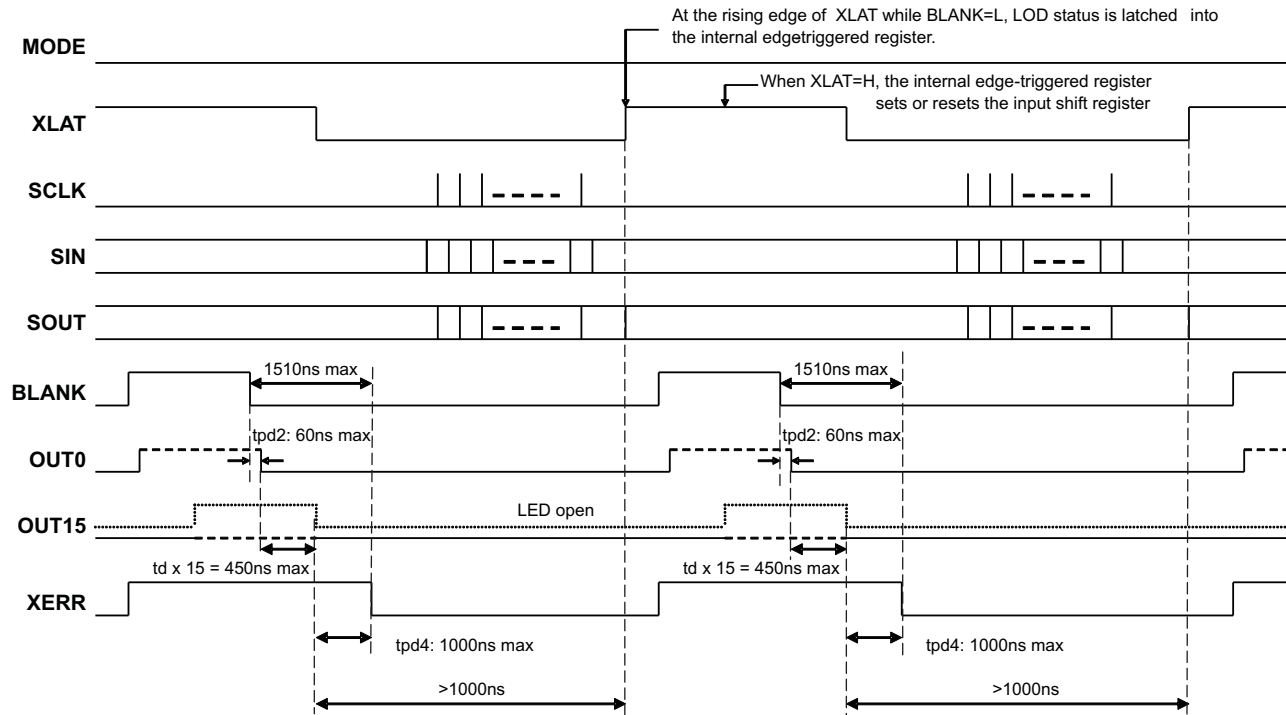 At the rising edge of XLAT while BLANK=L, LOD status is latched into
the internal edgetriggered register.
MODE
When XLAT=H, the internal edge-triggered register
sets or resets the input shift register
XLAT
SCLK
SIN
SOUT
1510ns max
1510ns max
BLANK
tpd2: 60ns max
tpd2: 60ns max
OUT0
LED open
OUT15
td x 15 = 450ns max
td x 15 = 450ns max
XERR
tpd4: 1000ns max
tpd4: 1000ns max
>1000ns
>1000ns